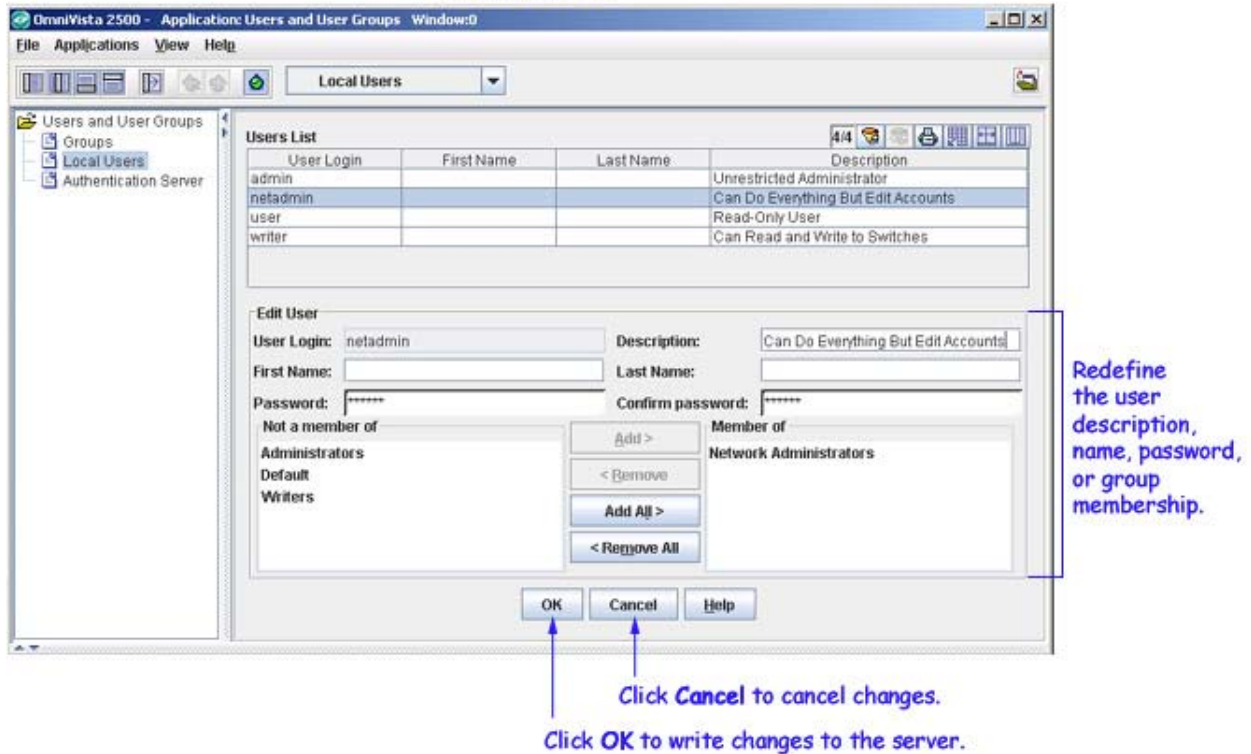 OmniVista 2500 - Application: Users and User Groups Window:0
File Applications View Help
Local Users
Users and User Groups
Groups
Local Users
Authentication Server
Users List
4/4
User Login First Name Last Name Description
admin Unrestricted Administrator
netadmin Can Do Everything But Edit Accounts
user Read-Only User
writer Can Read and Write to Switches
Edit User
User Login: netadmin Description: Can Do Everything But Edit Accounts
First Name: Last Name:
Password: ****** Confirm password: ******
Not a member of
Administrators
Default
Writers
Add >
< Remove
Add All >
< Remove All
Member of
Network Administrators
OK Cancel Help
Redefine
the user
description,
name, password,
or group
membership.
Click Cancel to cancel changes.
Click OK to write changes to the server.